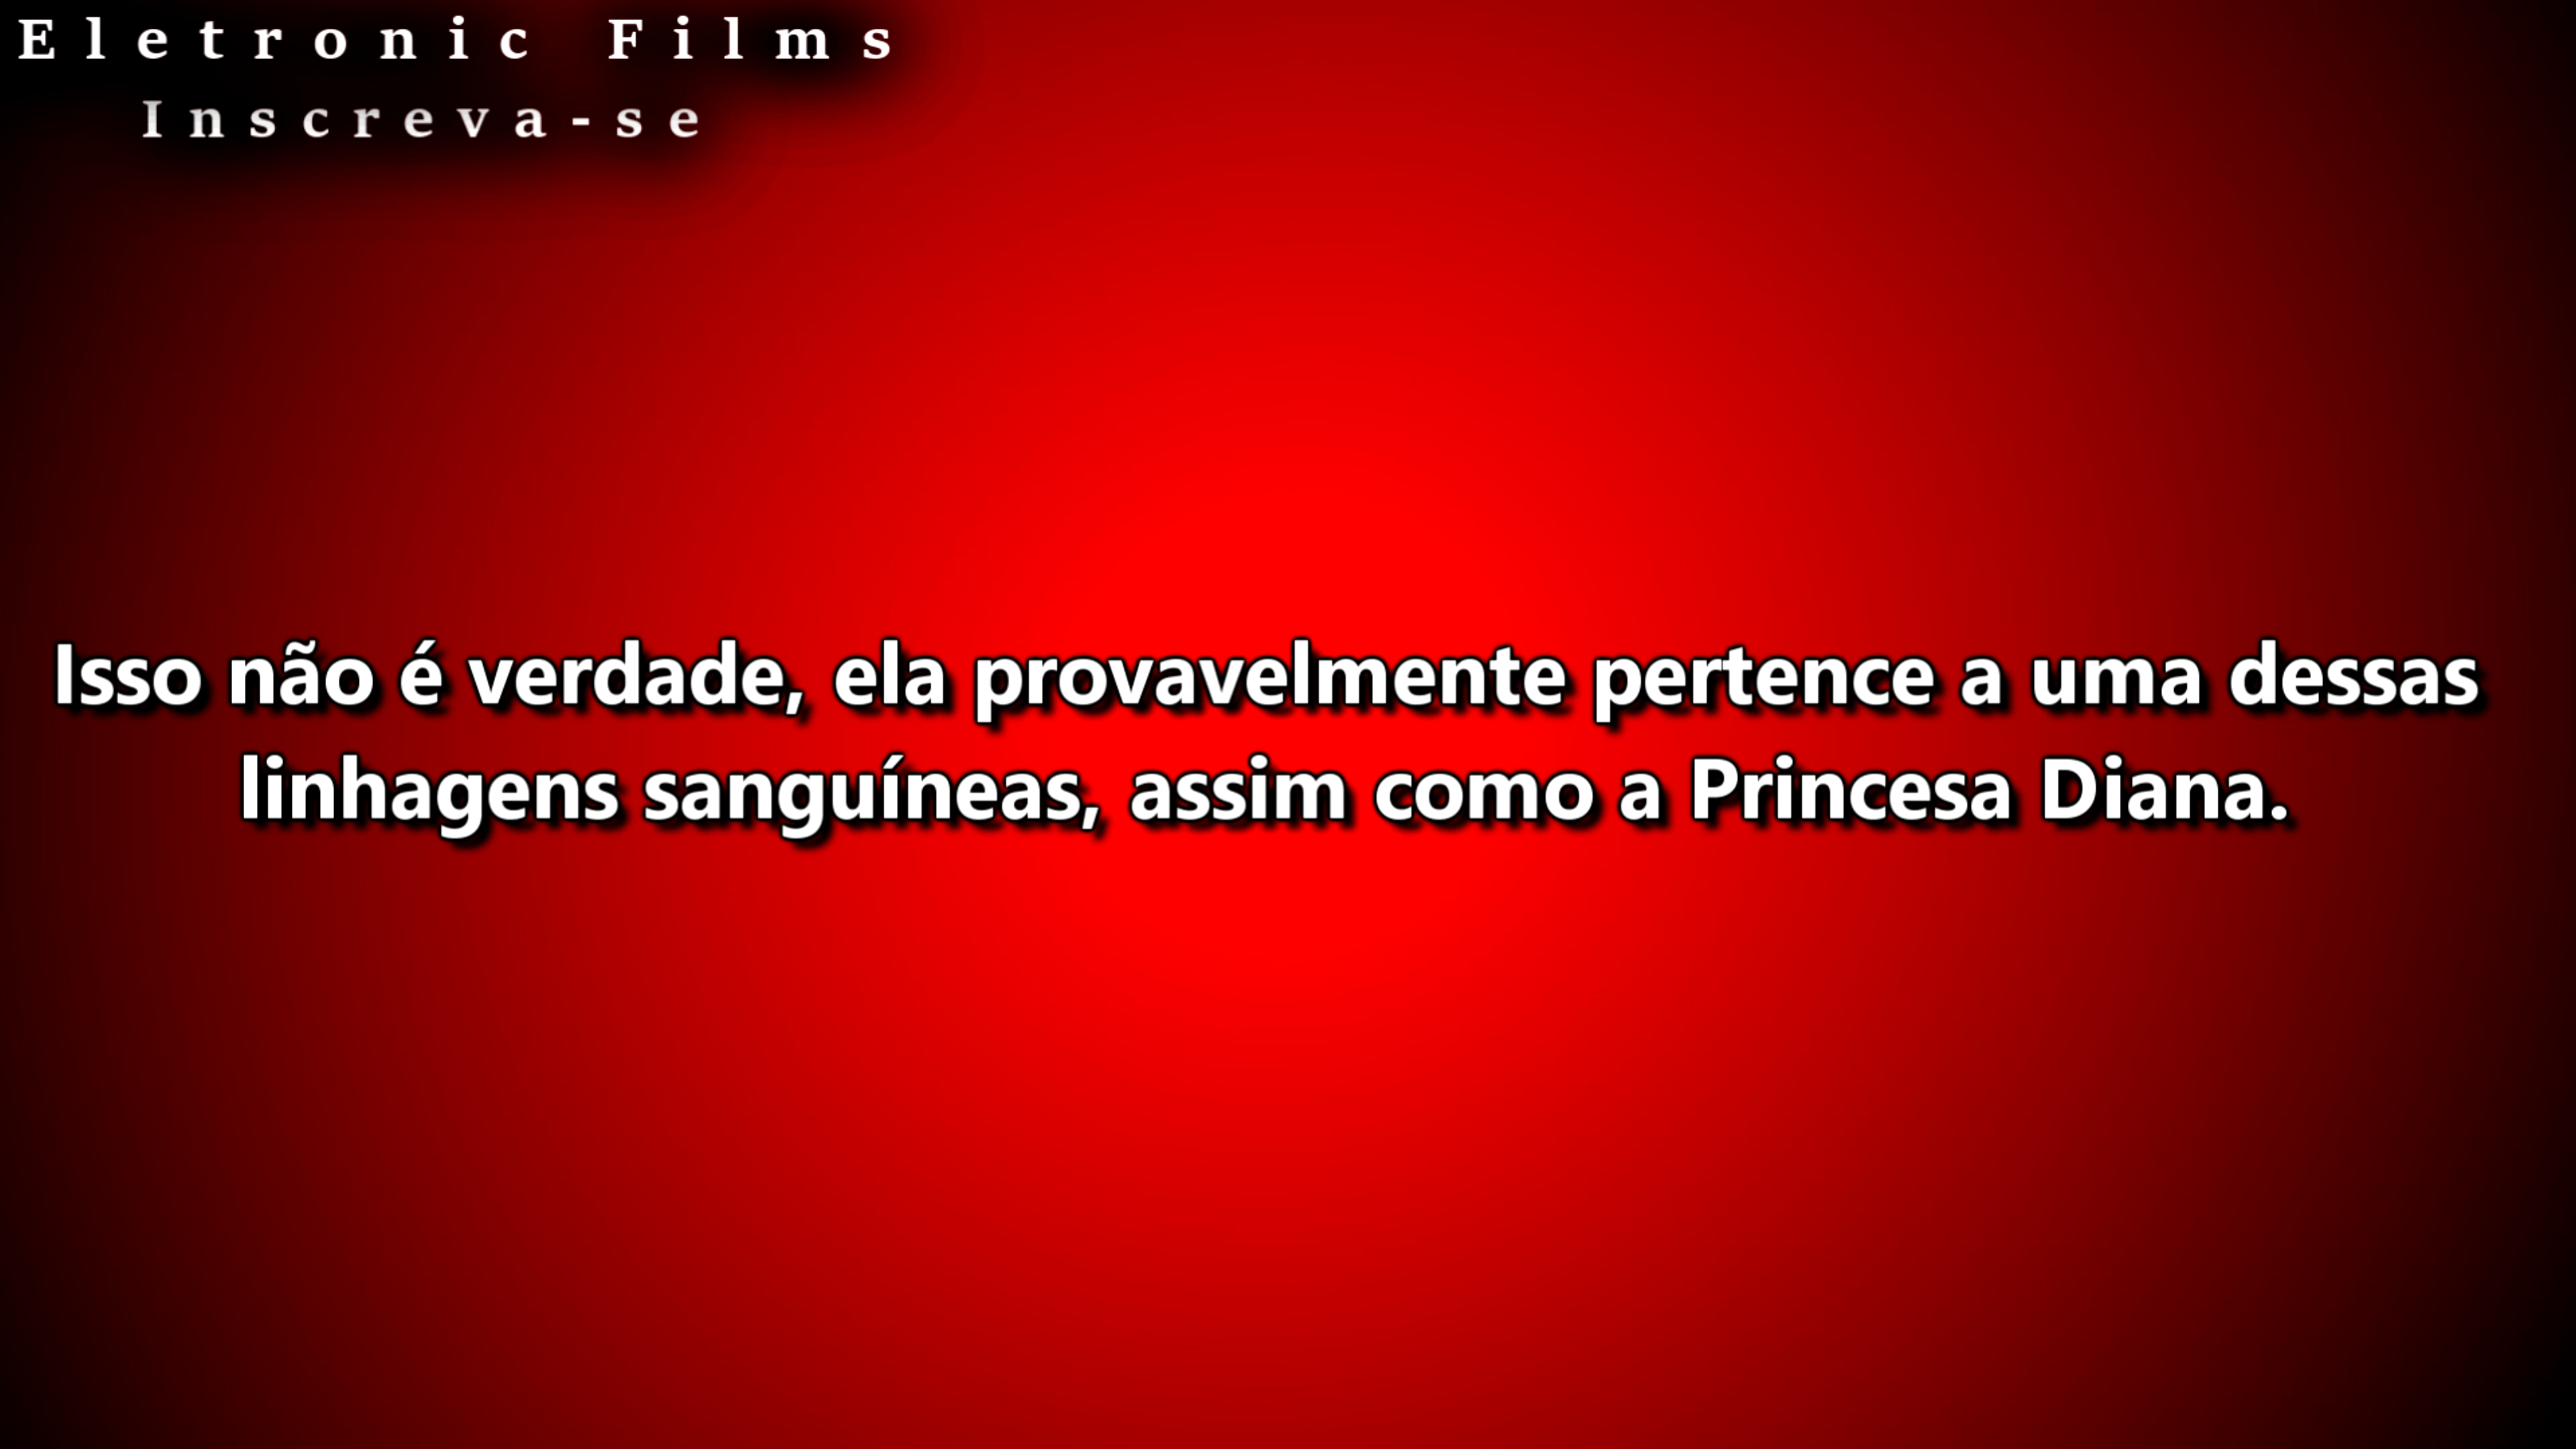 Eletronic Films
Inscreva-se
Isso não é verdade, ela provavelmente pertence a uma dessas
linhagens sanguíneas, assim como a Princesa Diana.